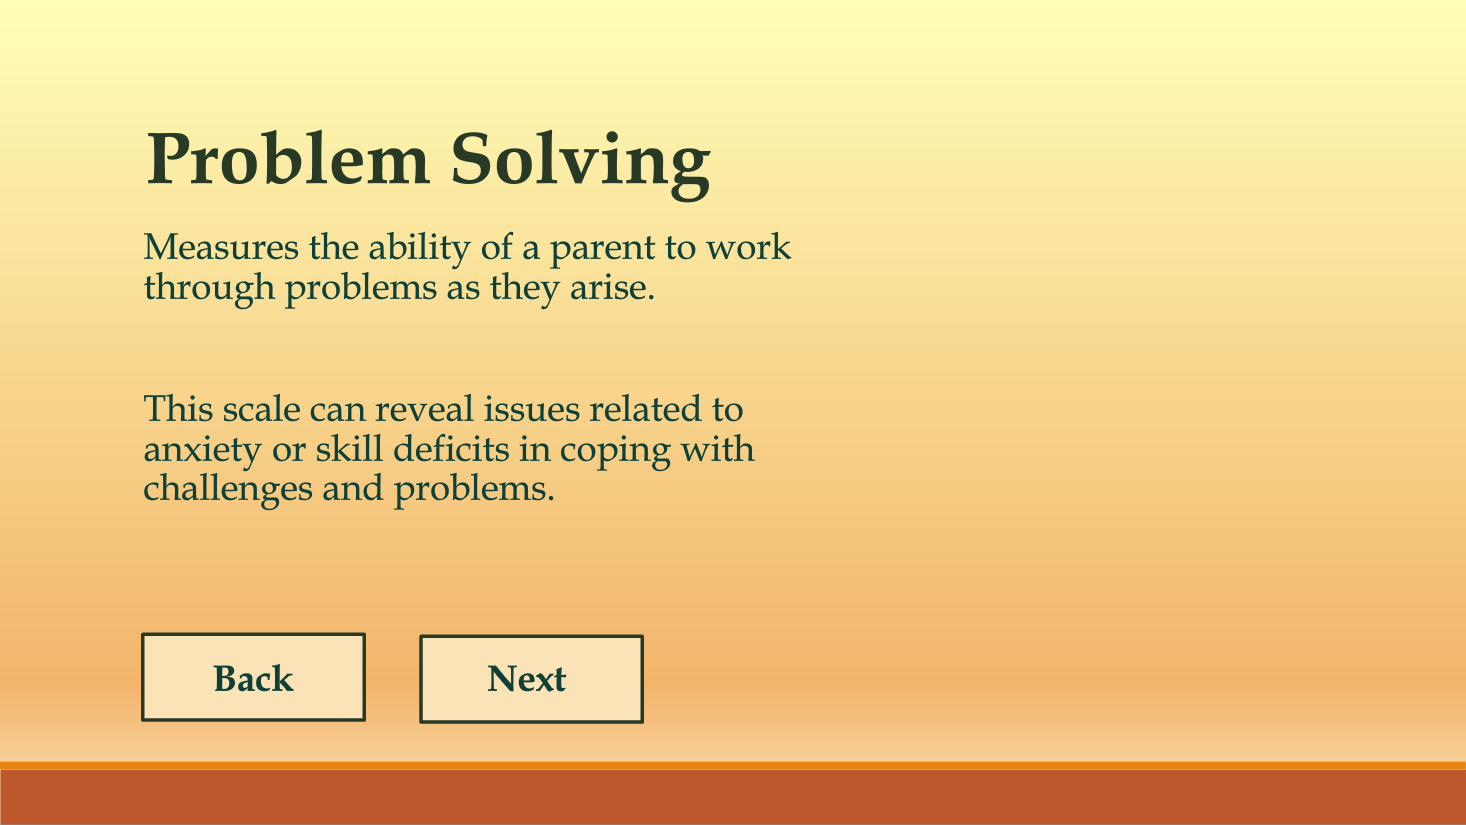 Problem Solving
Measures the ability of a parent to work
through problems as they arise.
This scale can reveal issues related to
anxiety or skill deficits in coping with
challenges and problems.
Back
Next